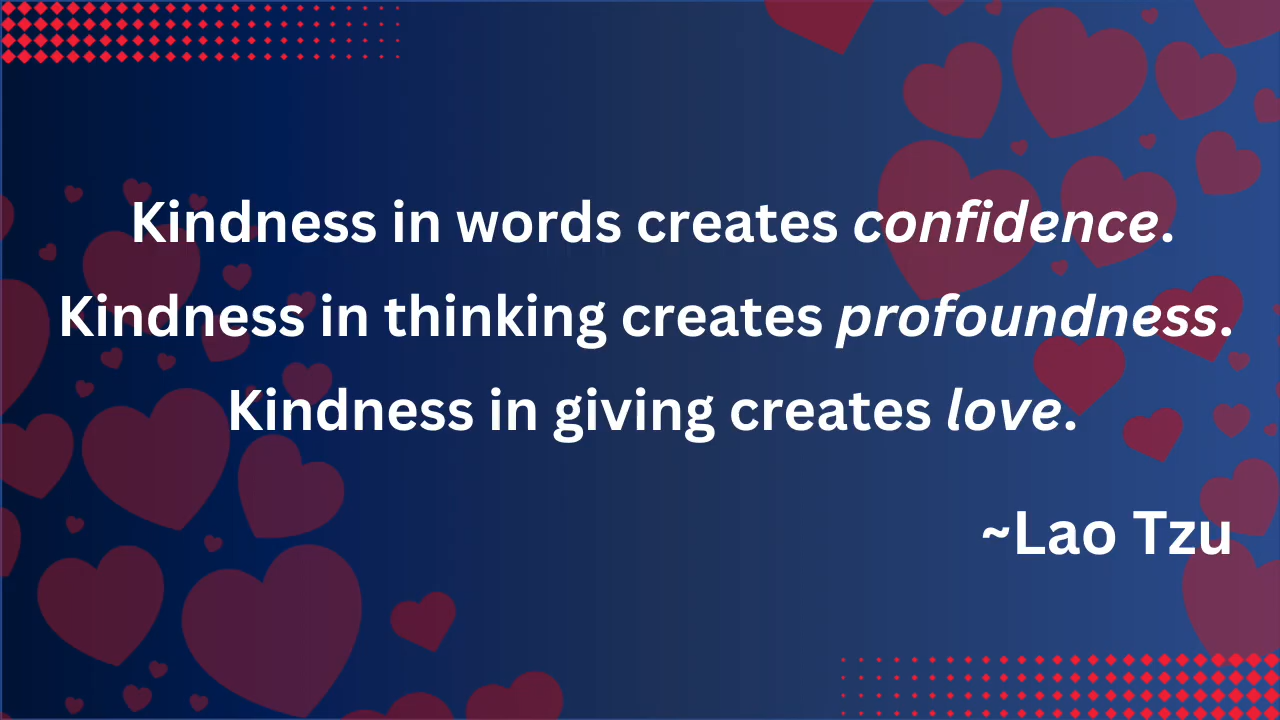 Kindness in words creates confidence.
Kindness in thinking creates profoundness.
Kindness in giving creates love.
~Lao Tzu